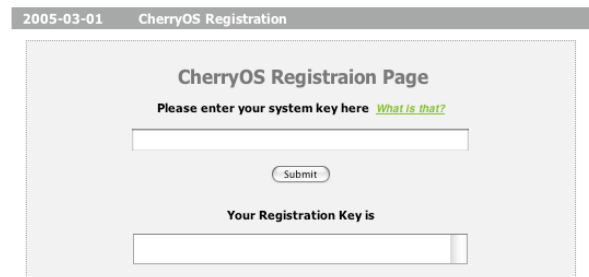 2005-03-01 CherryOS Registration
CherryOS Registraion Page
Please enter your system key here What is that?
Submit
Your Registration Key is